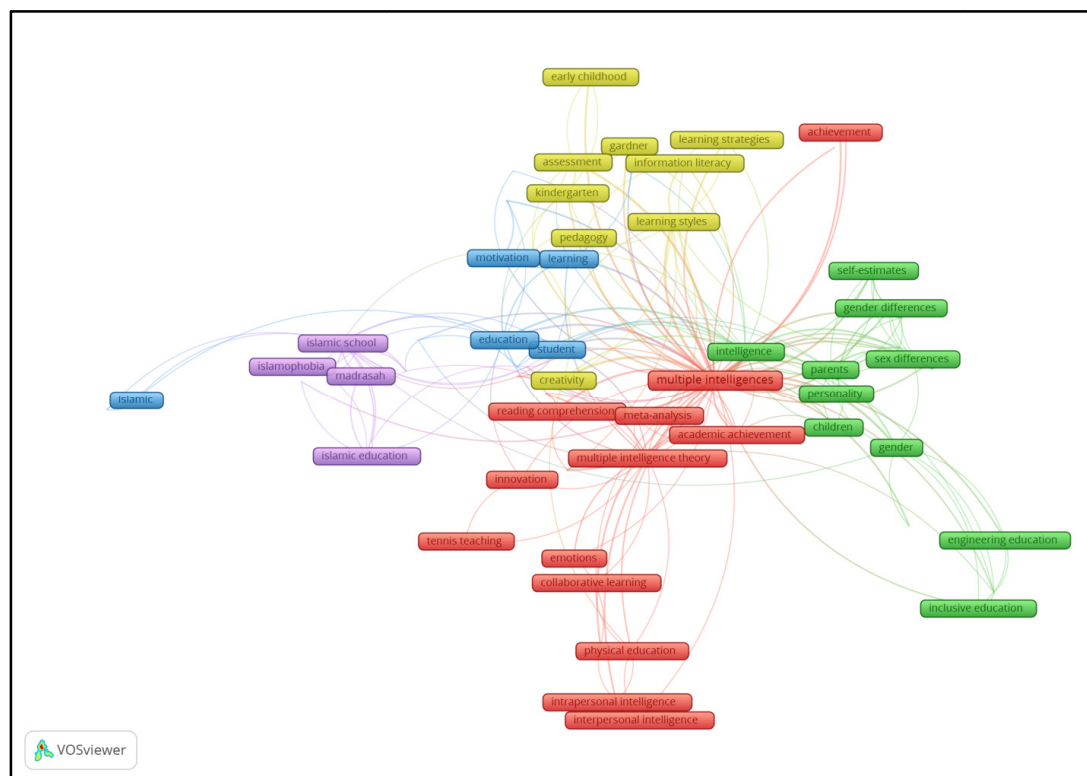 early childhood
achievement
learning strategies
gardner
assessment
information literacy
kindergarten
learning styles
pedagogy
motivation
learning
self-estimates
gender differences
islamic school
education
student
intelligence
sex differences
islamophobia
madrasah
creativity
multiple intelligences
parents
personality
islamic
reading comprehension
meta-analysis
academic achievement
children
gender
islamic education
multiple intelligence theory
innovation
tennis teaching
engineering education
emotions
collaborative learning
inclusive education
physical education
intrapersonal intelligence
interpersonal intelligence
VOSviewer